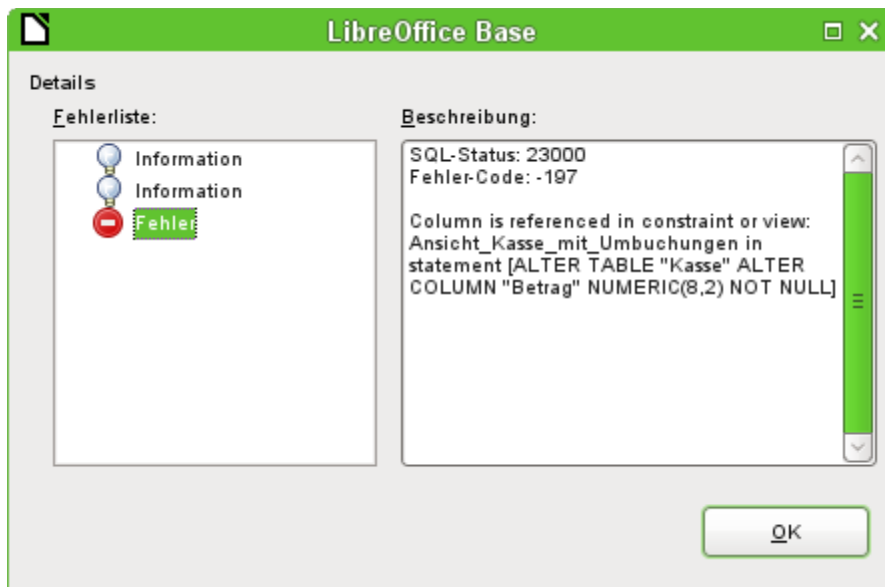 LibreOffice Base
Details
Fehlerliste:
Beschreibung:
Information
Information
Fehler
SQL-Status: 23000
Fehler-Code: -197
Column is referenced in constraint or view:
Ansicht_Kasse_mit_Umbuchungen in
statement [ALTER TABLE "Kasse" ALTER
COLUMN "Betrag" NUMERIC(8,2) NOT NULL]
OK